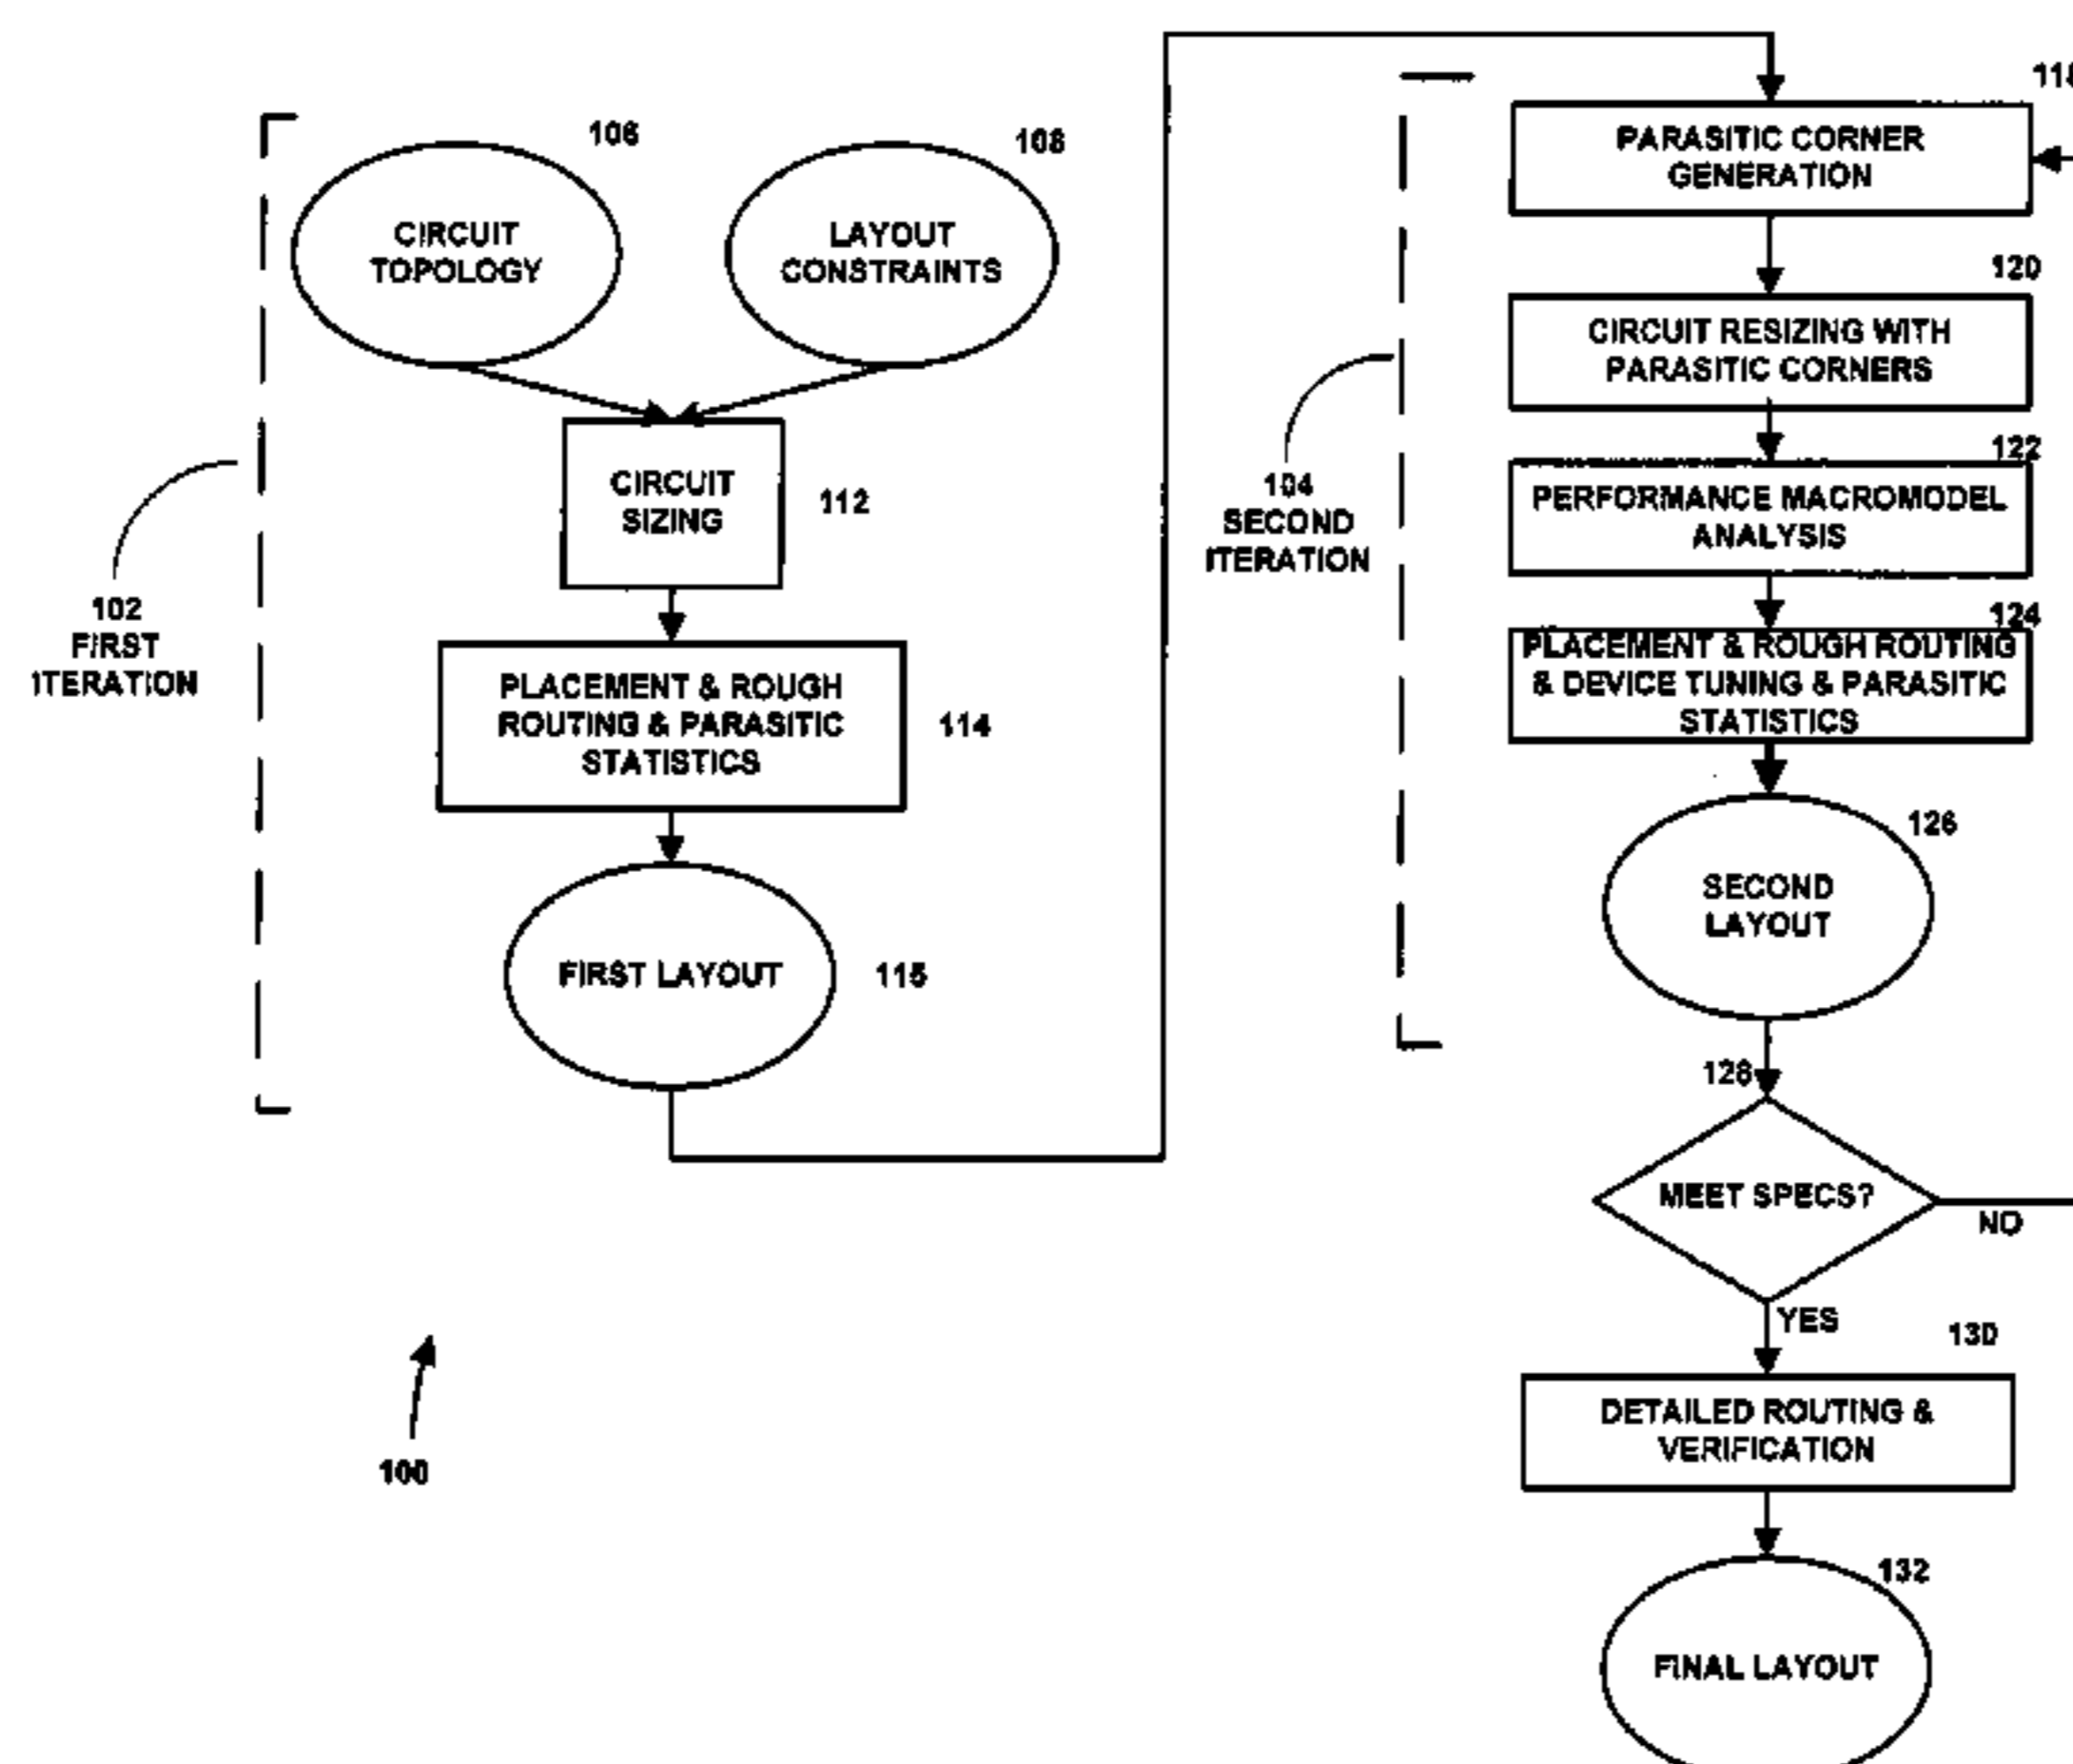 106
108
CIRCUIT
TOPOLOGY
LAYOUT
CONSTRAINTS
CIRCUIT
SIZING
112
102
FIRST
ITERATION
PLACEMENT & ROUGH
ROUTING & PARASITIC
STATISTICS
114
FIRST LAYOUT
115
100
104
SECOND
ITERATION
PARASITIC CORNER
GENERATION
120
CIRCUIT RESIZING WITH
PARASITIC CORNERS
122
PERFORMANCE MACROMODEL
ANALYSIS
124
PLACEMENT & ROUGH ROUTING
& DEVICE TUNING & PARASITIC
STATISTICS
126
SECOND
LAYOUT
128
MEET SPECS?
NO
YES
130
DETAILED ROUTING &
VERIFICATION
132
FINAL LAYOUT